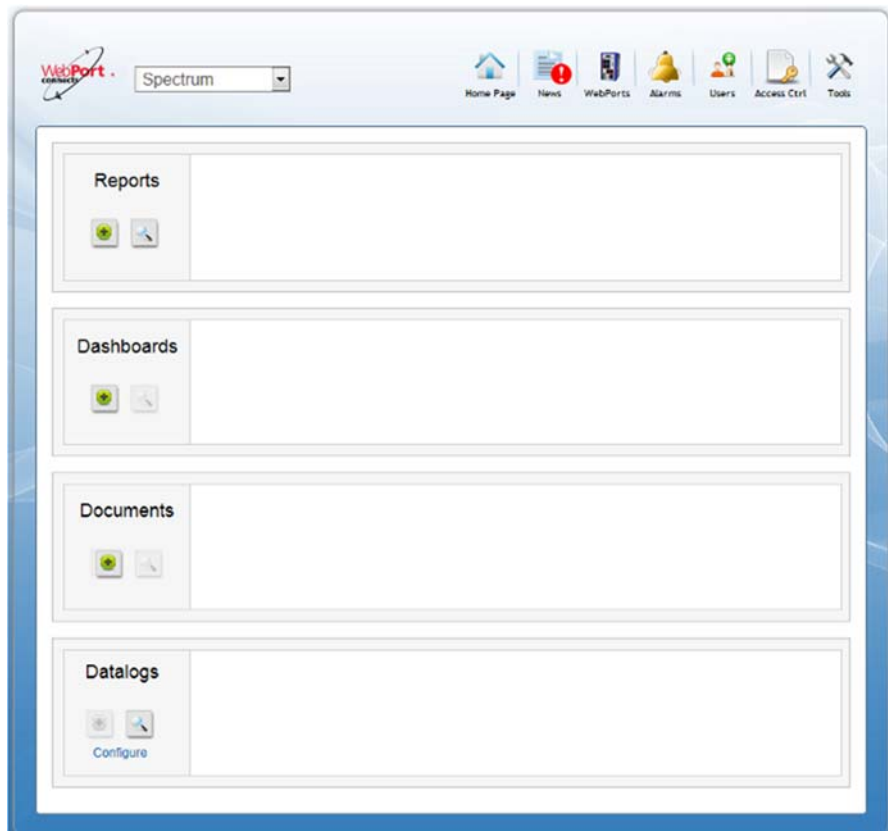 WebPort
connects
Spectrum
Home Page
News
WebPorts
Alarms
Users
Access Ctrl
Tools
Reports
Dashboards
Documents
Datalogs
Configure